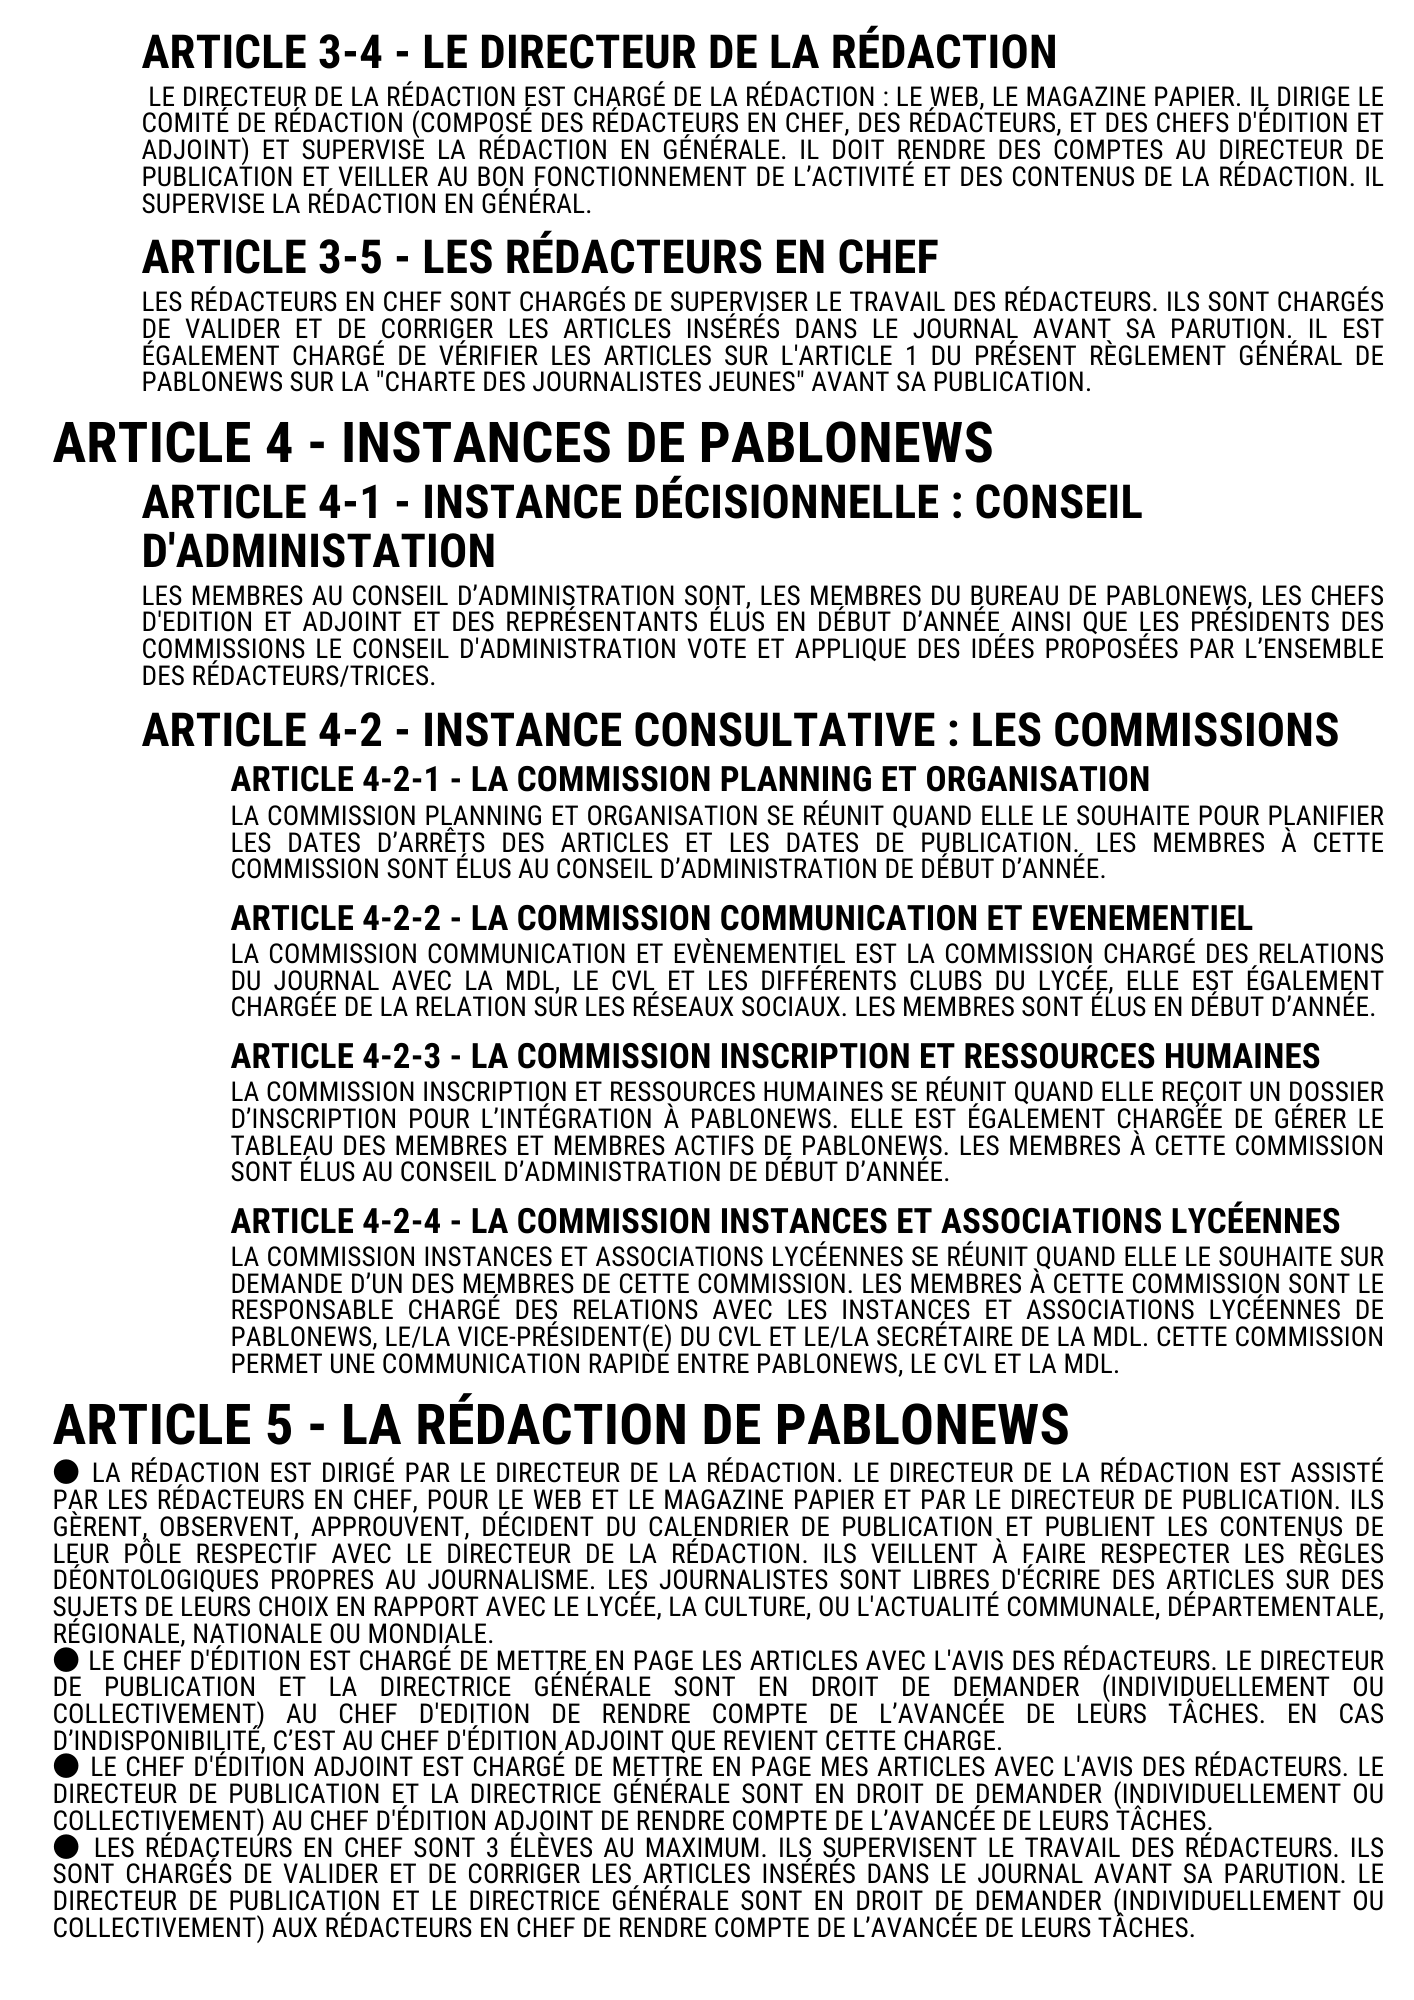 ARTICLE 3-4 - LE DIRECTEUR DE LA RÉDACTION
LE DIRECTEUR DE LA RÉDACTION EST CHARGÉ DE LA RÉDACTION : LE WEB, LE MAGAZINE PAPIER. IL DIRIGE LE
COMITÉ DE RÉDACTION (COMPOSÉ DES RÉDACTEURS EN CHEF, DES RÉDACTEURS, ET DES CHEFS D'ÉDITION ET
ADJOINT) ET SUPERVISE LA RÉDACTION EN GÉNÉRALE. IL DOIT RENDRE DES COMPTES AU DIRECTEUR DE
PUBLICATION ET VEILLER AU BON FONCTIONNEMENT DE L’ACTIVITÉ ET DES CONTENUS DE LA RÉDACTION. IL
SUPERVISE LA RÉDACTION EN GÉNÉRAL.
ARTICLE 3-5 - LES RÉDACTEURS EN CHEF
LES RÉDACTEURS EN CHEF SONT CHARGÉS DE SUPERVISER LE TRAVAIL DES RÉDACTEURS. ILS SONT CHARGÉS
DE VALIDER ET DE CORRIGER LES ARTICLES INSÉRÉS DANS LE JOURNAL AVANT SA PARUTION. IL EST
ÉGALEMENT CHARGÉ DE VÉRIFIER LES ARTICLES SUR L'ARTICLE 1 DU PRÉSENT RÈGLEMENT GÉNÉRAL DE
PABLONEWS SUR LA "CHARTE DES JOURNALISTES JEUNES" AVANT SA PUBLICATION.
ARTICLE 4 - INSTANCES DE PABLONEWS
ARTICLE 4-1 - INSTANCE DÉCISIONNELLE : CONSEIL
D'ADMINISTATION
LES MEMBRES AU CONSEIL D’ADMINISTRATION SONT, LES MEMBRES DU BUREAU DE PABLONEWS, LES CHEFS
D'EDITION ET ADJOINT ET DES REPRÉSENTANTS ÉLUS EN DÉBUT D’ANNÉE AINSI QUE LES PRÉSIDENTS DES
COMMISSIONS LE CONSEIL D'ADMINISTRATION VOTE ET APPLIQUE DES IDÉES PROPOSÉES PAR L’ENSEMBLE
DES RÉDACTEURS/TRICES.
ARTICLE 4-2 - INSTANCE CONSULTATIVE : LES COMMISSIONS
ARTICLE 4-2-1 - LA COMMISSION PLANNING ET ORGANISATION
LA COMMISSION PLANNING ET ORGANISATION SE RÉUNIT QUAND ELLE LE SOUHAITE POUR PLANIFIER
LES DATES D’ARRÊTS DES ARTICLES ET LES DATES DE PUBLICATION. LES MEMBRES À CETTE
COMMISSION SONT ÉLUS AU CONSEIL D’ADMINISTRATION DE DÉBUT D’ANNÉE.
ARTICLE 4-2-2 - LA COMMISSION COMMUNICATION ET EVENEMENTIEL
LA COMMISSION COMMUNICATION ET EVÈNEMENTIEL EST LA COMMISSION CHARGÉ DES RELATIONS
DU JOURNAL AVEC LA MDL, LE CVL ET LES DIFFÉRENTS CLUBS DU LYCÉE, ELLE EST ÉGALEMENT
CHARGÉE DE LA RELATION SUR LES RÉSEAUX SOCIAUX. LES MEMBRES SONT ÉLUS EN DÉBUT D’ANNÉE.
ARTICLE 4-2-3 - LA COMMISSION INSCRIPTION ET RESSOURCES HUMAINES
LA COMMISSION INSCRIPTION ET RESSOURCES HUMAINES SE RÉUNIT QUAND ELLE REÇOIT UN DOSSIER
D’INSCRIPTION POUR L’INTÉGRATION À PABLONEWS. ELLE EST ÉGALEMENT CHARGÉE DE GÉRER LE
TABLEAU DES MEMBRES ET MEMBRES ACTIFS DE PABLONEWS. LES MEMBRES À CETTE COMMISSION
SONT ÉLUS AU CONSEIL D’ADMINISTRATION DE DÉBUT D’ANNÉE.
ARTICLE 4-2-4 - LA COMMISSION INSTANCES ET ASSOCIATIONS LYCÉENNES
LA COMMISSION INSTANCES ET ASSOCIATIONS LYCÉENNES SE RÉUNIT QUAND ELLE LE SOUHAITE SUR
DEMANDE D’UN DES MEMBRES DE CETTE COMMISSION. LES MEMBRES À CETTE COMMISSION SONT LE
RESPONSABLE CHARGÉ DES RELATIONS AVEC LES INSTANCES ET ASSOCIATIONS LYCÉENNES DE
PABLONEWS, LE/LA VICE-PRÉSIDENT(E) DU CVL ET LE/LA SECRÉTAIRE DE LA MDL. CETTE COMMISSION
PERMET UNE COMMUNICATION RAPIDE ENTRE PABLONEWS, LE CVL ET LA MDL.
ARTICLE 5 - LA RÉDACTION DE PABLONEWS
● LA RÉDACTION EST DIRIGÉ PAR LE DIRECTEUR DE LA RÉDACTION. LE DIRECTEUR DE LA RÉDACTION EST ASSISTÉ
PAR LES RÉDACTEURS EN CHEF, POUR LE WEB ET LE MAGAZINE PAPIER ET PAR LE DIRECTEUR DE PUBLICATION. ILS
GÈRENT, OBSERVENT, APPROUVENT, DÉCIDENT DU CALENDRIER DE PUBLICATION ET PUBLIENT LES CONTENUS DE
LEUR PÔLE RESPECTIF AVEC LE DIRECTEUR DE LA RÉDACTION. ILS VEILLENT À FAIRE RESPECTER LES RÈGLES
DÉONTOLOGIQUES PROPRES AU JOURNALISME. LES JOURNALISTES SONT LIBRES D'ÉCRIRE DES ARTICLES SUR DES
SUJETS DE LEURS CHOIX EN RAPPORT AVEC LE LYCÉE, LA CULTURE, OU L'ACTUALITÉ COMMUNALE, DÉPARTEMENTALE,
RÉGIONALE, NATIONALE OU MONDIALE.
● LE CHEF D'ÉDITION EST CHARGÉ DE METTRE EN PAGE LES ARTICLES AVEC L'AVIS DES RÉDACTEURS. LE DIRECTEUR
DE PUBLICATION ET LA DIRECTRICE GÉNÉRALE SONT EN DROIT DE DEMANDER (INDIVIDUELLEMENT OU
COLLECTIVEMENT) AU CHEF D'EDITION DE RENDRE COMPTE DE L’AVANCÉE DE LEURS TÂCHES. EN CAS
D’INDISPONIBILITÉ, C’EST AU CHEF D'ÉDITION ADJOINT QUE REVIENT CETTE CHARGE.
● LE CHEF D'ÉDITION ADJOINT EST CHARGÉ DE METTRE EN PAGE MES ARTICLES AVEC L'AVIS DES RÉDACTEURS. LE
DIRECTEUR DE PUBLICATION ET LA DIRECTRICE GÉNÉRALE SONT EN DROIT DE DEMANDER (INDIVIDUELLEMENT OU
COLLECTIVEMENT) AU CHEF D'ÉDITION ADJOINT DE RENDRE COMPTE DE L’AVANCÉE DE LEURS TÂCHES.
● LES RÉDACTEURS EN CHEF SONT 3 ÉLÈVES AU MAXIMUM. ILS SUPERVISENT LE TRAVAIL DES RÉDACTEURS. ILS
SONT CHARGÉS DE VALIDER ET DE CORRIGER LES ARTICLES INSÉRÉS DANS LE JOURNAL AVANT SA PARUTION. LE
DIRECTEUR DE PUBLICATION ET LE DIRECTRICE GÉNÉRALE SONT EN DROIT DE DEMANDER (INDIVIDUELLEMENT OU
COLLECTIVEMENT) AUX RÉDACTEURS EN CHEF DE RENDRE COMPTE DE L’AVANCÉE DE LEURS TÂCHES.